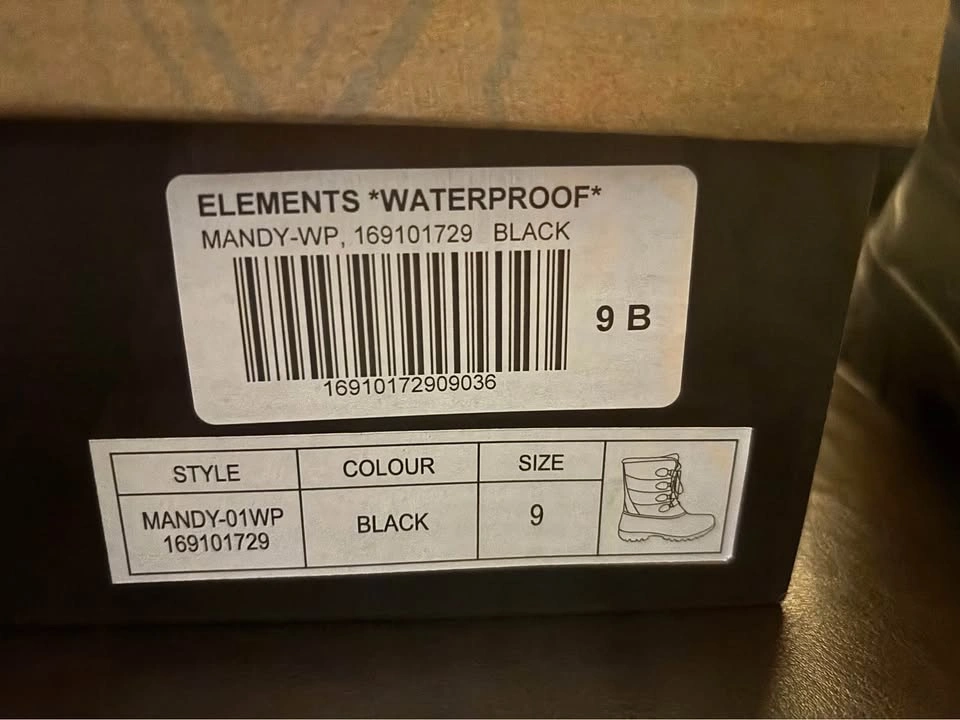 ELEMENTS *WATERPROOF*
MANDY-WP, 169101729 BLACK
9 B
16910172909036
STYLE COLOUR SIZE
MANDY-01WP BLACK 9
169101729